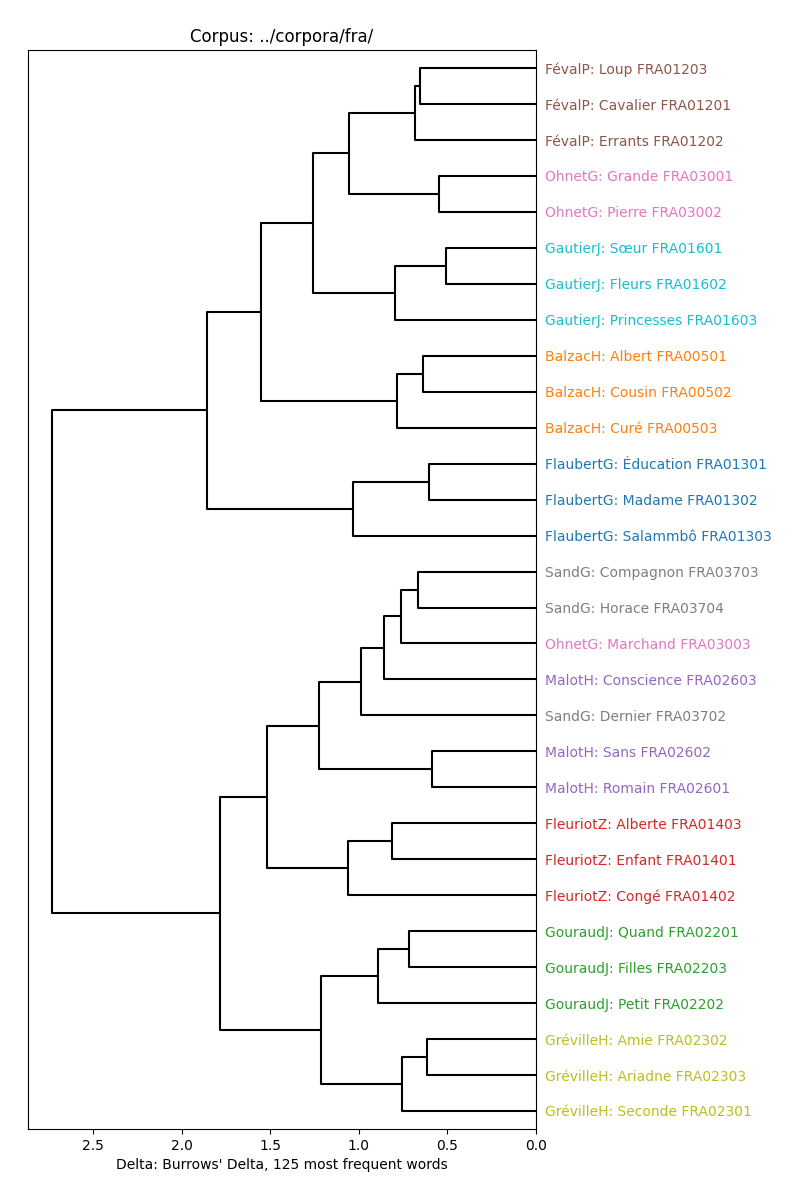 Corpus: ../corpora/fra/
FévalP: Loup FRA01203
FévalP: Cavalier FRA01201
FévalP: Errants FRA01202
OhnetG: Grande FRA03001
OhnetG: Pierre FRA03002
GautierJ: Sœur FRA01601
GautierJ: Fleurs FRA01602
GautierJ: Princesses FRA01603
BalzacH: Albert FRA00501
BalzacH: Cousin FRA00502
BalzacH: Curé FRA00503
FlaubertG: Éducation FRA01301
FlaubertG: Madame FRA01302
FlaubertG: Salammbô FRA01303
SandG: Compagnon FRA03703
SandG: Horace FRA03704
OhnetG: Marchand FRA03003
MalotH: Conscience FRA02603
SandG: Dernier FRA03702
MalotH: Sans FRA02602
MalotH: Romain FRA02601
FleuriotZ: Alberte FRA01403
FleuriotZ: Enfant FRA01401
FleuriotZ: Congé FRA01402
GouraudJ: Quand FRA02201
GouraudJ: Filles FRA02203
GouraudJ: Petit FRA02202
GrévilleH: Amie FRA02302
GrévilleH: Ariadne FRA02303
GrévilleH: Seconde FRA02301
2.5 2.0 1.5 1.0 0.5 0.0
Delta: Burrows' Delta, 125 most frequent words